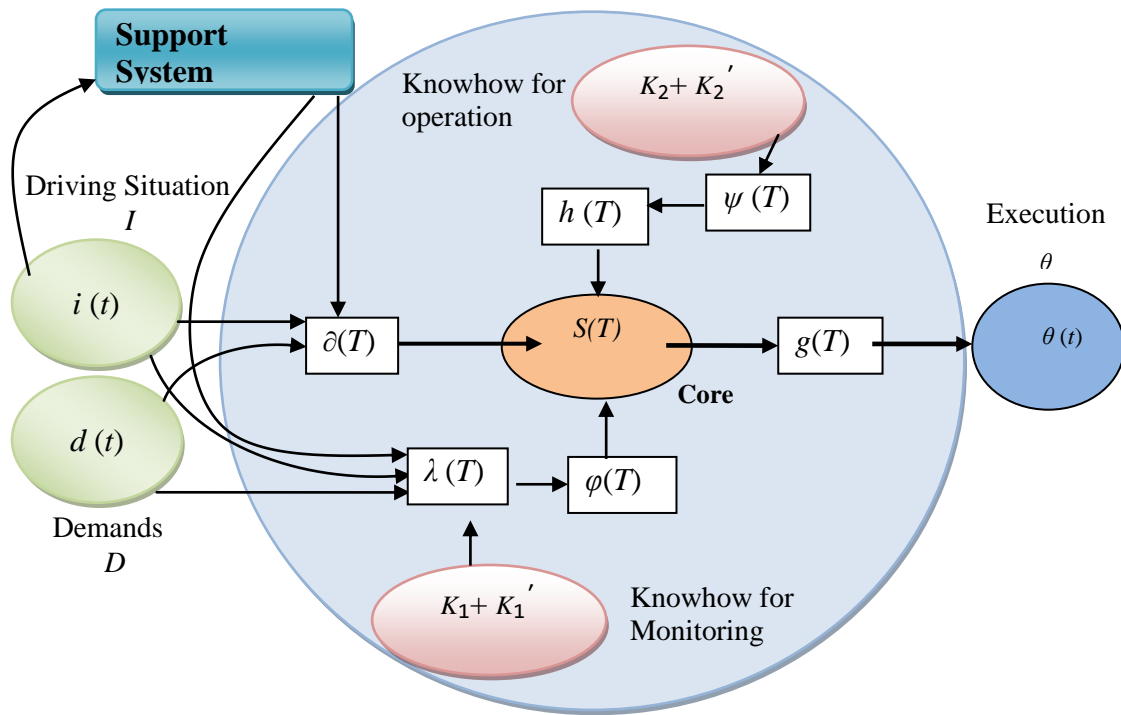 Support
System
Knowhow for
operation
K₂+ K₂′
Driving Situation
I
h (T)
ψ (T)
Execution
θ
i (t)
∂(T)
S(T)
g(T)
θ (t)
Core
d (t)
λ (T)
φ(T)
Demands
D
K₁+ K₁′
Knowhow for
Monitoring